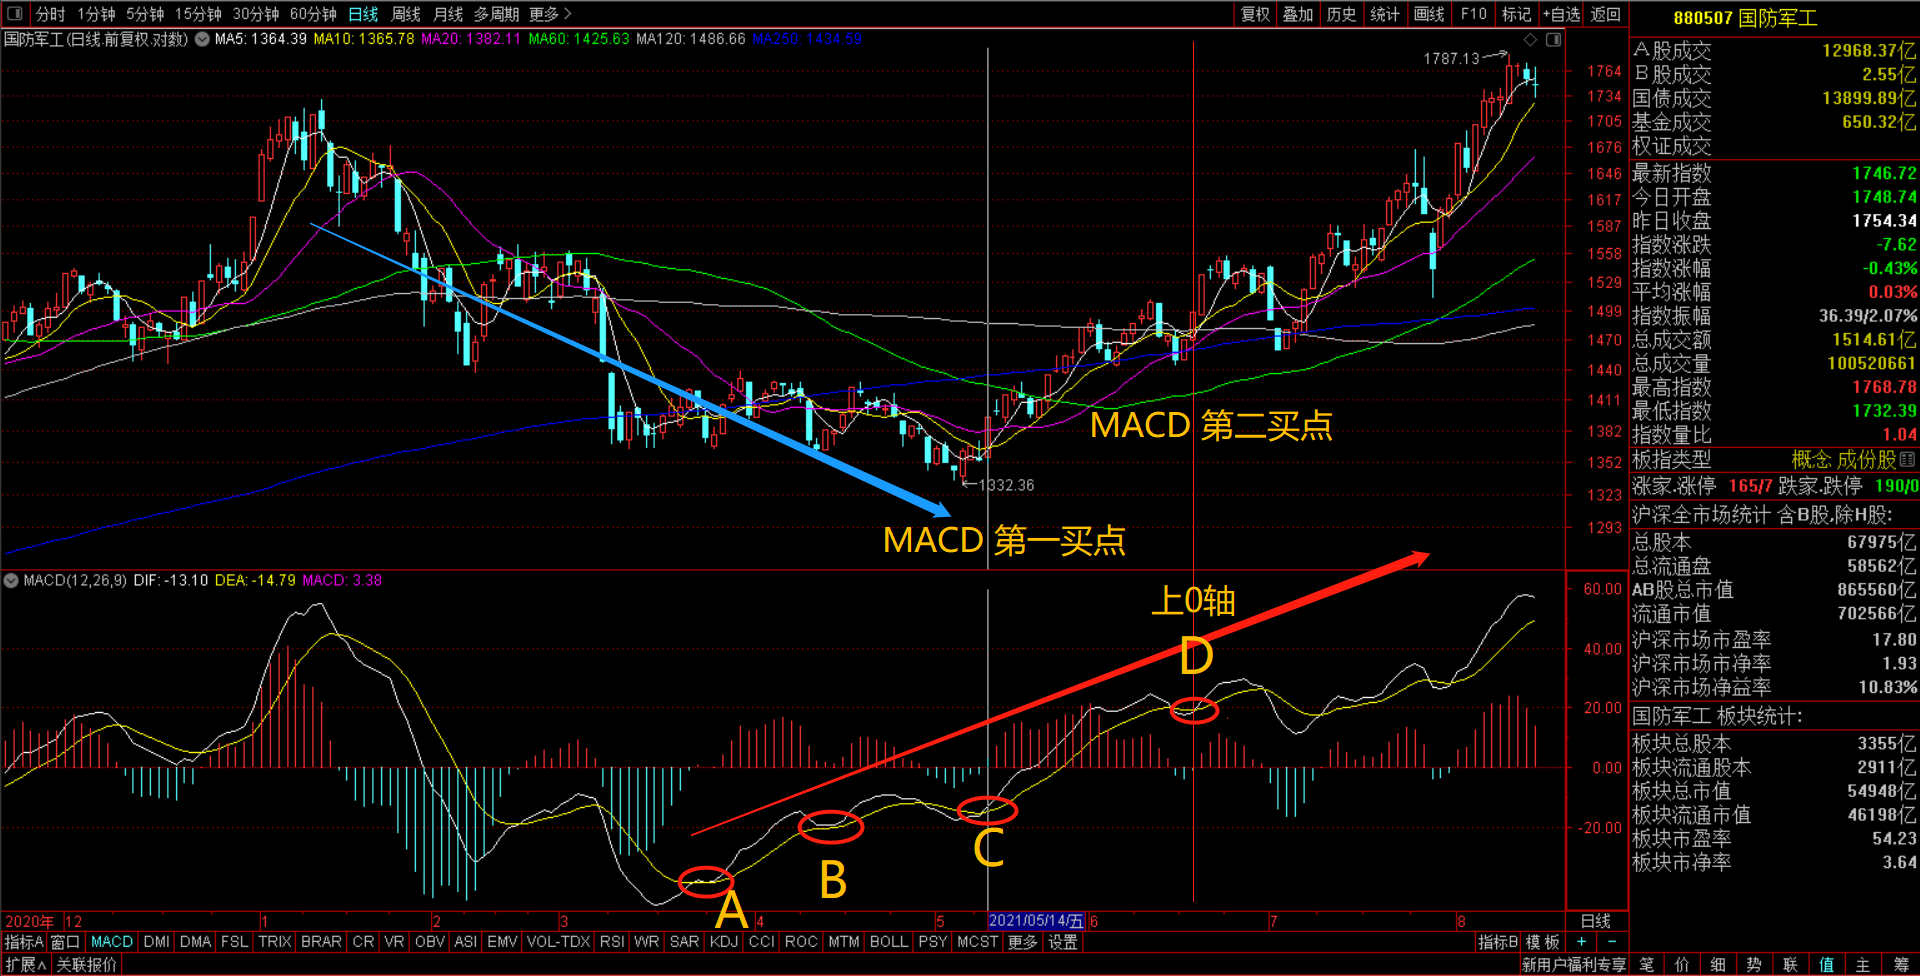 分时 1分钟 5分钟 15分钟 30分钟 60分钟 日线 周线 月线 多周期 更多>
复权 叠加 历史 统计 画线 F10 标记 +自选 返回
880507 国防军工
国防军工(日线.前复权.对数) MA5: 1364.39 MA10: 1365.78 MA20: 1382.11 MA60: 1425.63 MA120: 1486.66 MA250: 1434.59
1787.13
1764
1734
1705
1676
1646
1617
1587
1558
1529
1499
1470
1440
1411
1382
1352
1323
1293
MACD 第二买点
1332.36
MACD 第一买点
MACD(12,26,9) DIF: -13.10 DEA: -14.79 MACD: 3.38
上0轴
D
C
B
A
60.00
40.00
20.00
0.00
-20.00
2020年 12 1 2 3 4 5 2021/05/14/五 6 7 8 日线
指标A 窗口 MACD DMI DMA FSL TRIX BRAR CR VR OBV ASI EMV VOL-TDX RSI WR SAR KDJ CCI ROC MTM BOLL PSY MCST 更多 设置
指标B 模板 + -
扩展∧ 关联报价
新用户福利专享 笔 价 细 势 联 值 主 筹
A股成交 12968.37亿
B股成交 2.55亿
国债成交 13899.89亿
基金成交 650.32亿
权证成交
最新指数 1746.72
今日开盘 1748.74
昨日收盘 1754.34
指数涨跌 -7.62
指数涨幅 -0.43%
平均涨幅 0.03%
指数振幅 36.39/2.07%
总成交额 1514.61亿
总成交量 100520661
最高指数 1768.78
最低指数 1732.39
指数量比 1.04
板指类型 概念 成份股
涨家.涨停 165/7 跌家.跌停 190/0
沪深全市场统计 含B股,除H股:
总股本 67975亿
总流通盘 58562亿
AB股总市值 865560亿
流通市值 702566亿
沪深市场市盈率 17.80
沪深市场市净率 1.93
沪深市场净益率 10.83%
国防军工 板块统计:
板块总股本 3355亿
板块流通股本 2911亿
板块总市值 54948亿
板块流通市值 46198亿
板块市盈率 54.23
板块市净率 3.64